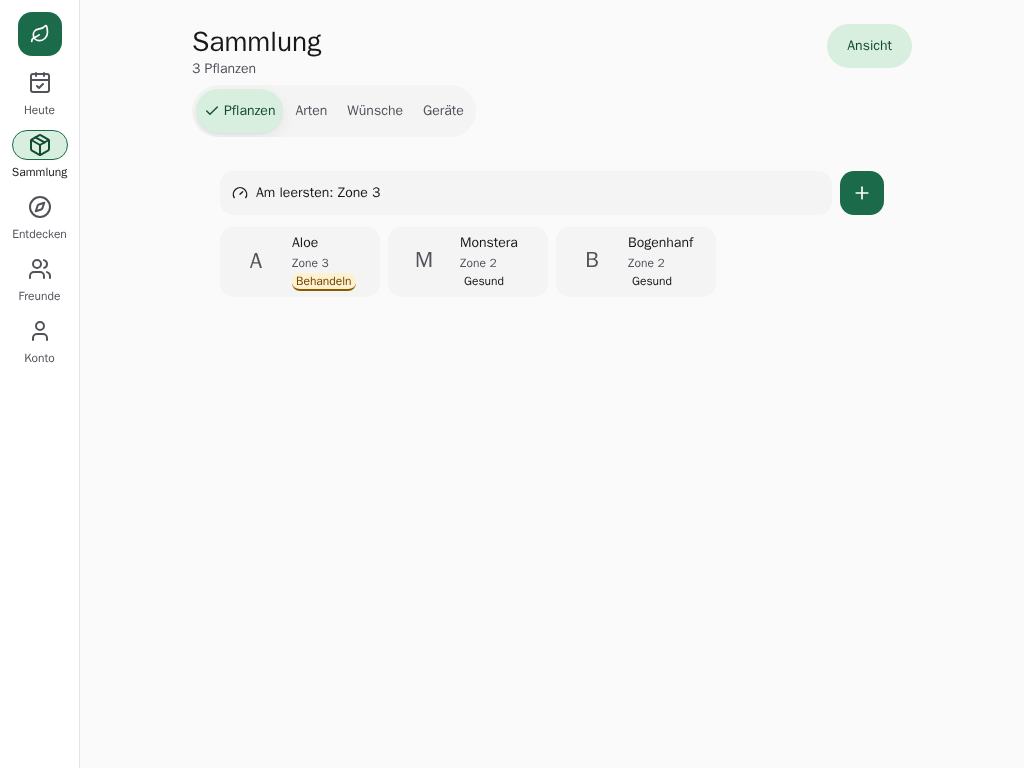 Heute
Sammlung
Entdecken
Freunde
Konto
Sammlung
3 Pflanzen
Ansicht
Pflanzen Arten Wünsche Geräte
Am leersten: Zone 3
A
Aloe
Zone 3
Behandeln
M
Monstera
Zone 2
Gesund
B
Bogenhanf
Zone 2
Gesund